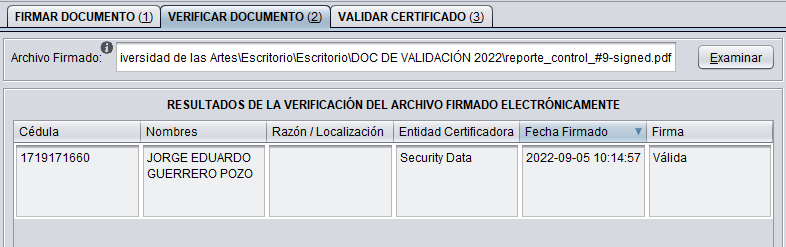 FIRMAR DOCUMENTO (1) VERIFICAR DOCUMENTO (2) VALIDAR CERTIFICADO (3)
Archivo Firmado: iversidad de las Artes\Escritorio\Escritorio\DOC DE VALIDACIÓN 2022\reporte_control_#9-signed.pdf Examinar
RESULTADOS DE LA VERIFICACIÓN DEL ARCHIVO FIRMADO ELECTRÓNICAMENTE
Cédula Nombres Razón / Localización Entidad Certificadora Fecha Firmado Firma
1719171660 JORGE EDUARDO Security Data 2022-09-05 10:14:57 Válida
GUERRERO POZO